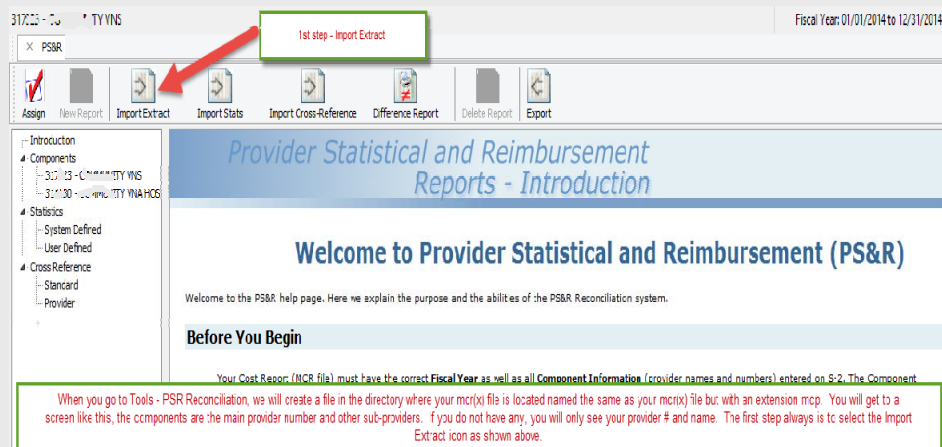 TY VNS
Fiscal Year: 01/01/2014 to 12/31/2014
1st step - Import Extract
× PS&R
Assign New Report Import Extract Import Stats Import Cross-Reference Difference Report Delete Report Export
Introduction
Components
VNS
VNA HOS
Statistics
System Defined
User Defined
Cross Reference
Standard
Provider
Provider Statistical and Reimbursement
Reports - Introduction
Welcome to Provider Statistical and Reimbursement (PS&R)
Welcome to the PS&R help page. Here we explain the purpose and the abilities of the PS&R Reconciliation system.
Before You Begin
Your Cost Report (MCR file) must have the correct Fiscal Year as well as all Component Information (provider names and numbers) entered on S-2. The Component
When you go to Tools - PSR Reconciliation, we will create a file in the directory where your mcr(x) file is located named the same as your mcr(x) file but with an extension mcp. You will get to a
screen like this, the components are the main provider number and other sub-providers. If you do not have any, you will only see your provider # and name. The first step always is to select the Import
Extract icon as shown above.